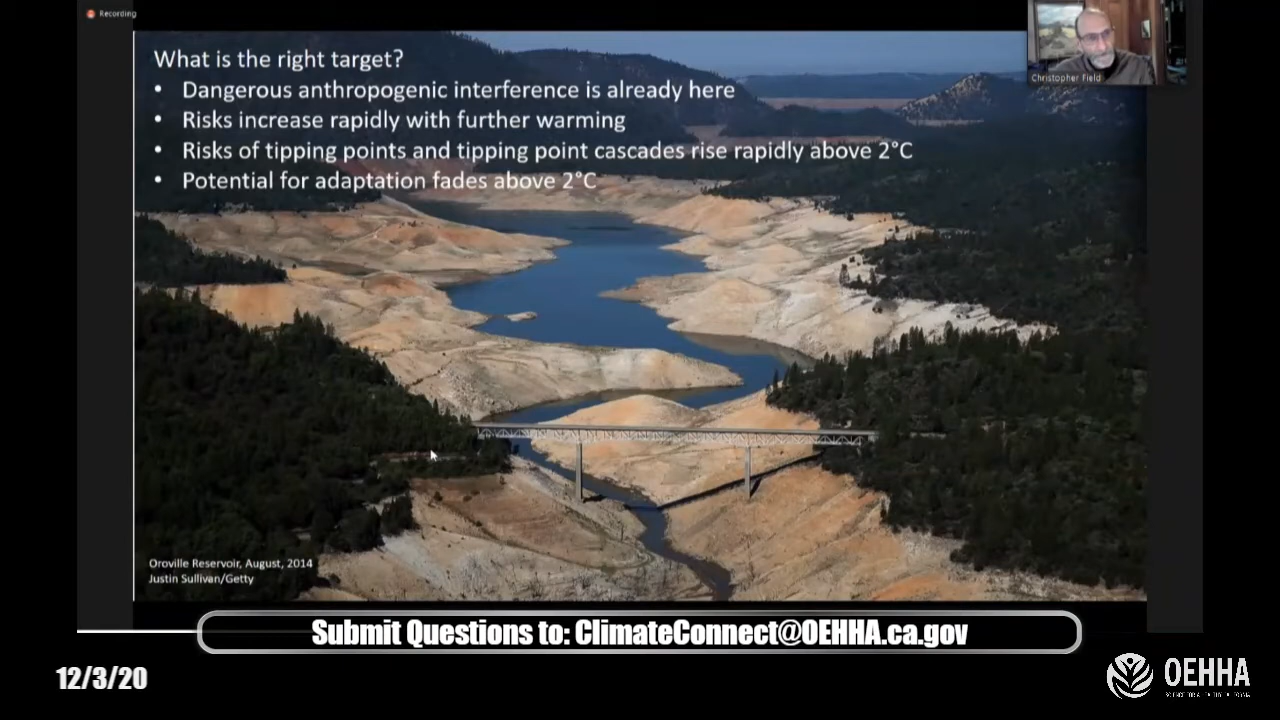 Recording
Christopher Field
What is the right target?
• Dangerous anthropogenic interference is already here
• Risks increase rapidly with further warming
• Risks of tipping points and tipping point cascades rise rapidly above 2°C
• Potential for adaptation fades above 2°C
Oroville Reservoir, August, 2014
Justin Sullivan/Getty
Submit Questions to: ClimateConnect@OEHHA.ca.gov
12/3/20
OEHHA